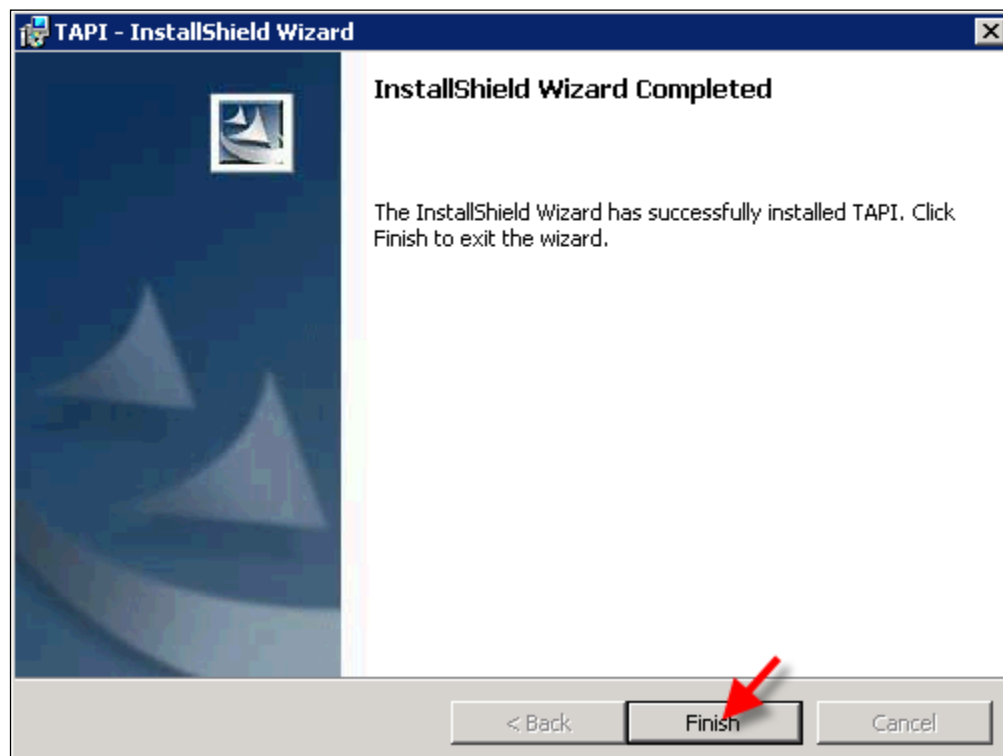 TAPI - InstallShield Wizard
InstallShield Wizard Completed
The InstallShield Wizard has successfully installed TAPI. Click
Finish to exit the wizard.
< Back
Finish
Cancel